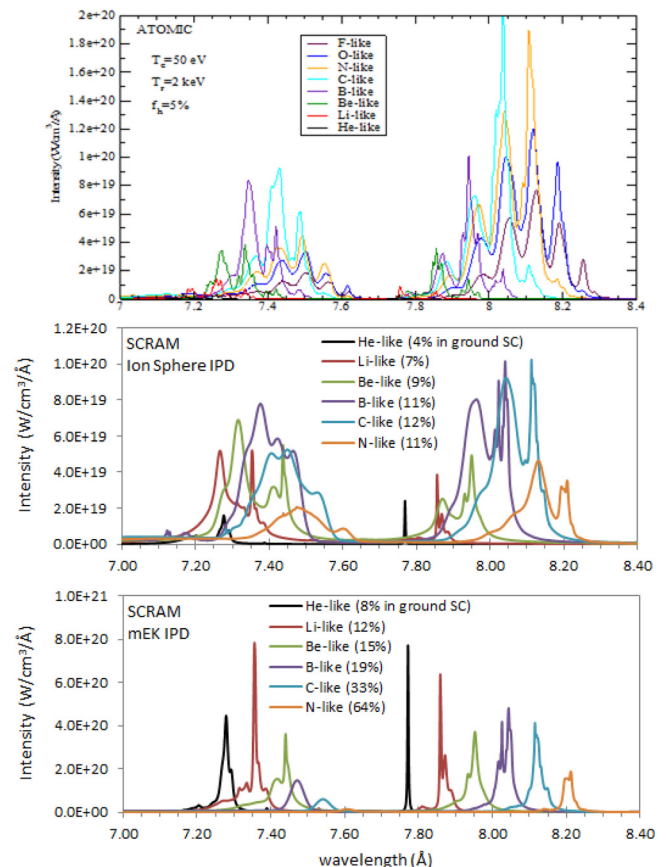 2e+20
ATOMIC
1.8e+20
Te=50 eV
F-like
1.6e+20
O-like
Tr=2 keV
N-like
1.4e+20
C-like
fh=5%
B-like
1.2e+20
Be-like
Li-like
1e+20
He-like
8e+19
6e+19
4e+19
2e+19
0
Intensity (W/cm³/A)
7 7.2 7.4 7.6 7.8 8 8.2 8.4
1.2E+20
SCRAM
Ion Sphere IPD
He-like (4% in ground SC)
1.0E+20
Li-like (7%)
Be-like (9%)
8.0E+19
B-like (11%)
C-like (12%)
6.0E+19
N-like (11%)
4.0E+19
2.0E+19
0.0E+00
Intensity (W/cm³/Å)
7.00 7.20 7.40 7.60 7.80 8.00 8.20 8.40
1.0E+21
SCRAM
mEK IPD
He-like (8% in ground SC)
Li-like (12%)
8.0E+20
Be-like (15%)
B-like (19%)
6.0E+20
C-like (33%)
N-like (64%)
4.0E+20
2.0E+20
0.0E+00
Intensity (W/cm³/Å)
7.00 7.20 7.40 7.60 7.80 8.00 8.20 8.40
wavelength (Å)